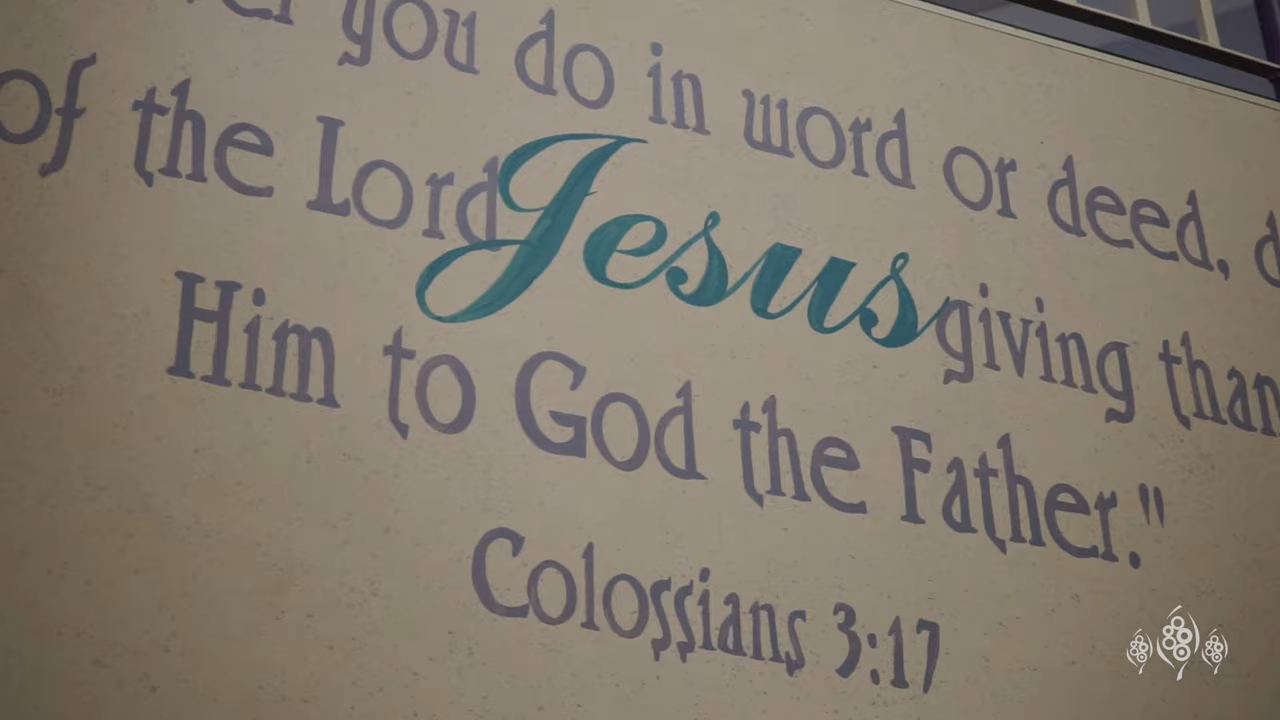 you do in word or deed,
of the Lord Jesus giving
Him to God the Father."
Colossians 3:17